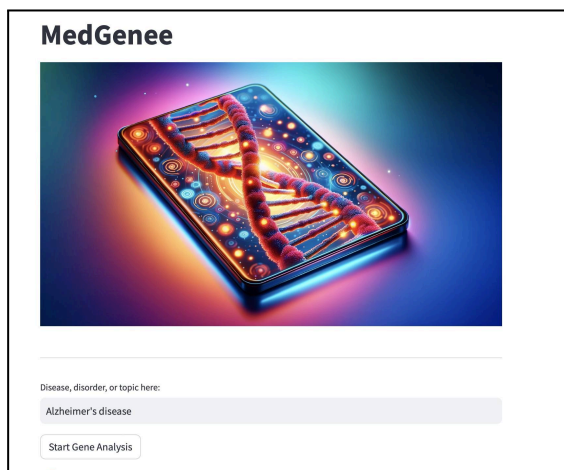 MedGenee
Disease, disorder, or topic here:
Alzheimer's disease
Start Gene Analysis